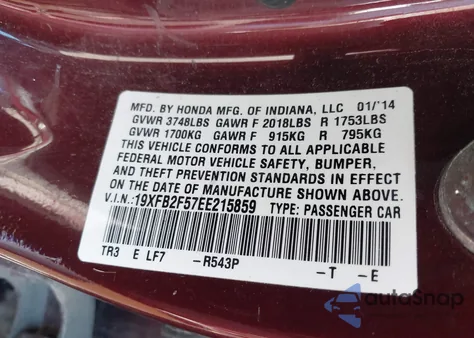 MFD. BY HONDA MFG. OF INDIANA, LLC 01/'14
GVWR 3748LBS GAWR F 2018LBS R 1753LBS
GVWR 1700KG GAWR F 915KG R 795KG
THIS VEHICLE CONFORMS TO ALL APPLICABLE
FEDERAL MOTOR VEHICLE SAFETY, BUMPER,
AND THEFT PREVENTION STANDARDS IN EFFECT
ON THE DATE OF MANUFACTURE SHOWN ABOVE.
V.I.N.:19XFB2F57EE215859 TYPE: PASSENGER CAR
TR3 E LF7 –R543P –T –E
autoSnap